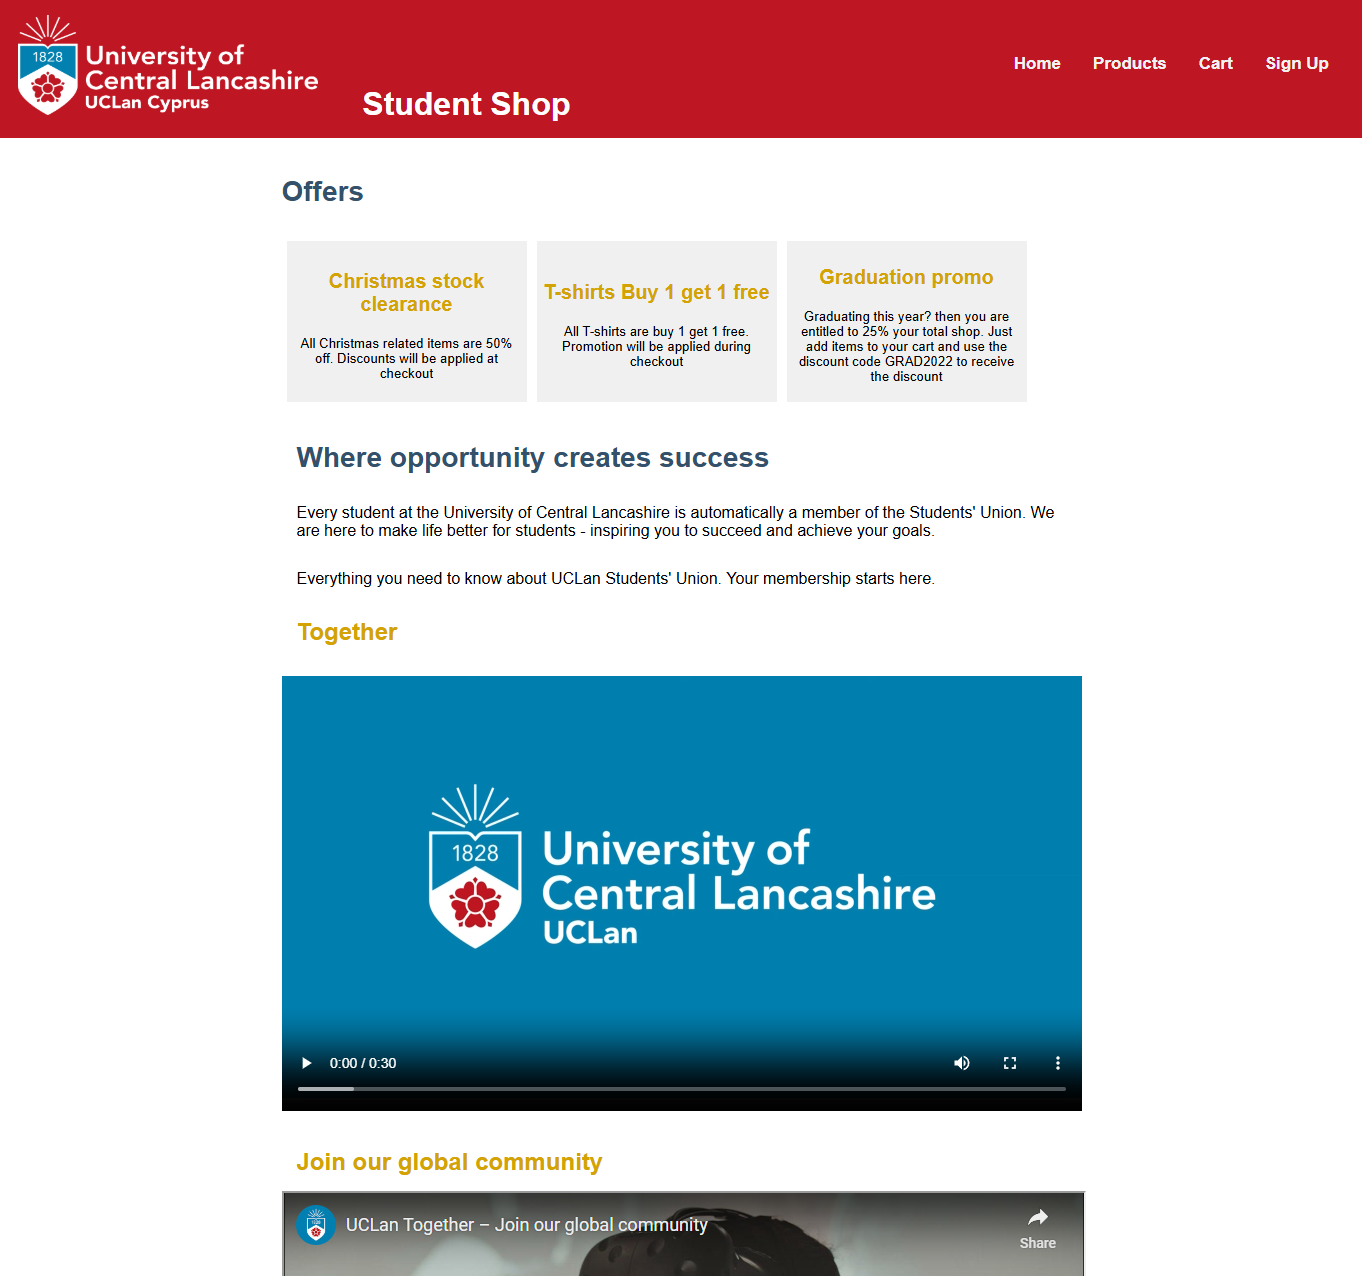 1828
University of
Central Lancashire
UCLan Cyprus
Student Shop
Home Products Cart Sign Up
Offers
Christmas stock
clearance
All Christmas related items are 50%
off. Discounts will be applied at
checkout
T-shirts Buy 1 get 1 free
All T-shirts are buy 1 get 1 free.
Promotion will be applied during
checkout
Graduation promo
Graduating this year? then you are
entitled to 25% your total shop. Just
add items to your cart and use the
discount code GRAD2022 to receive
the discount
Where opportunity creates success
Every student at the University of Central Lancashire is automatically a member of the Students' Union. We
are here to make life better for students - inspiring you to succeed and achieve your goals.
Everything you need to know about UCLan Students' Union. Your membership starts here.
Together
1828
University of
Central Lancashire
UCLan
0:00 / 0:30
Join our global community
UCLan Together – Join our global community
Share